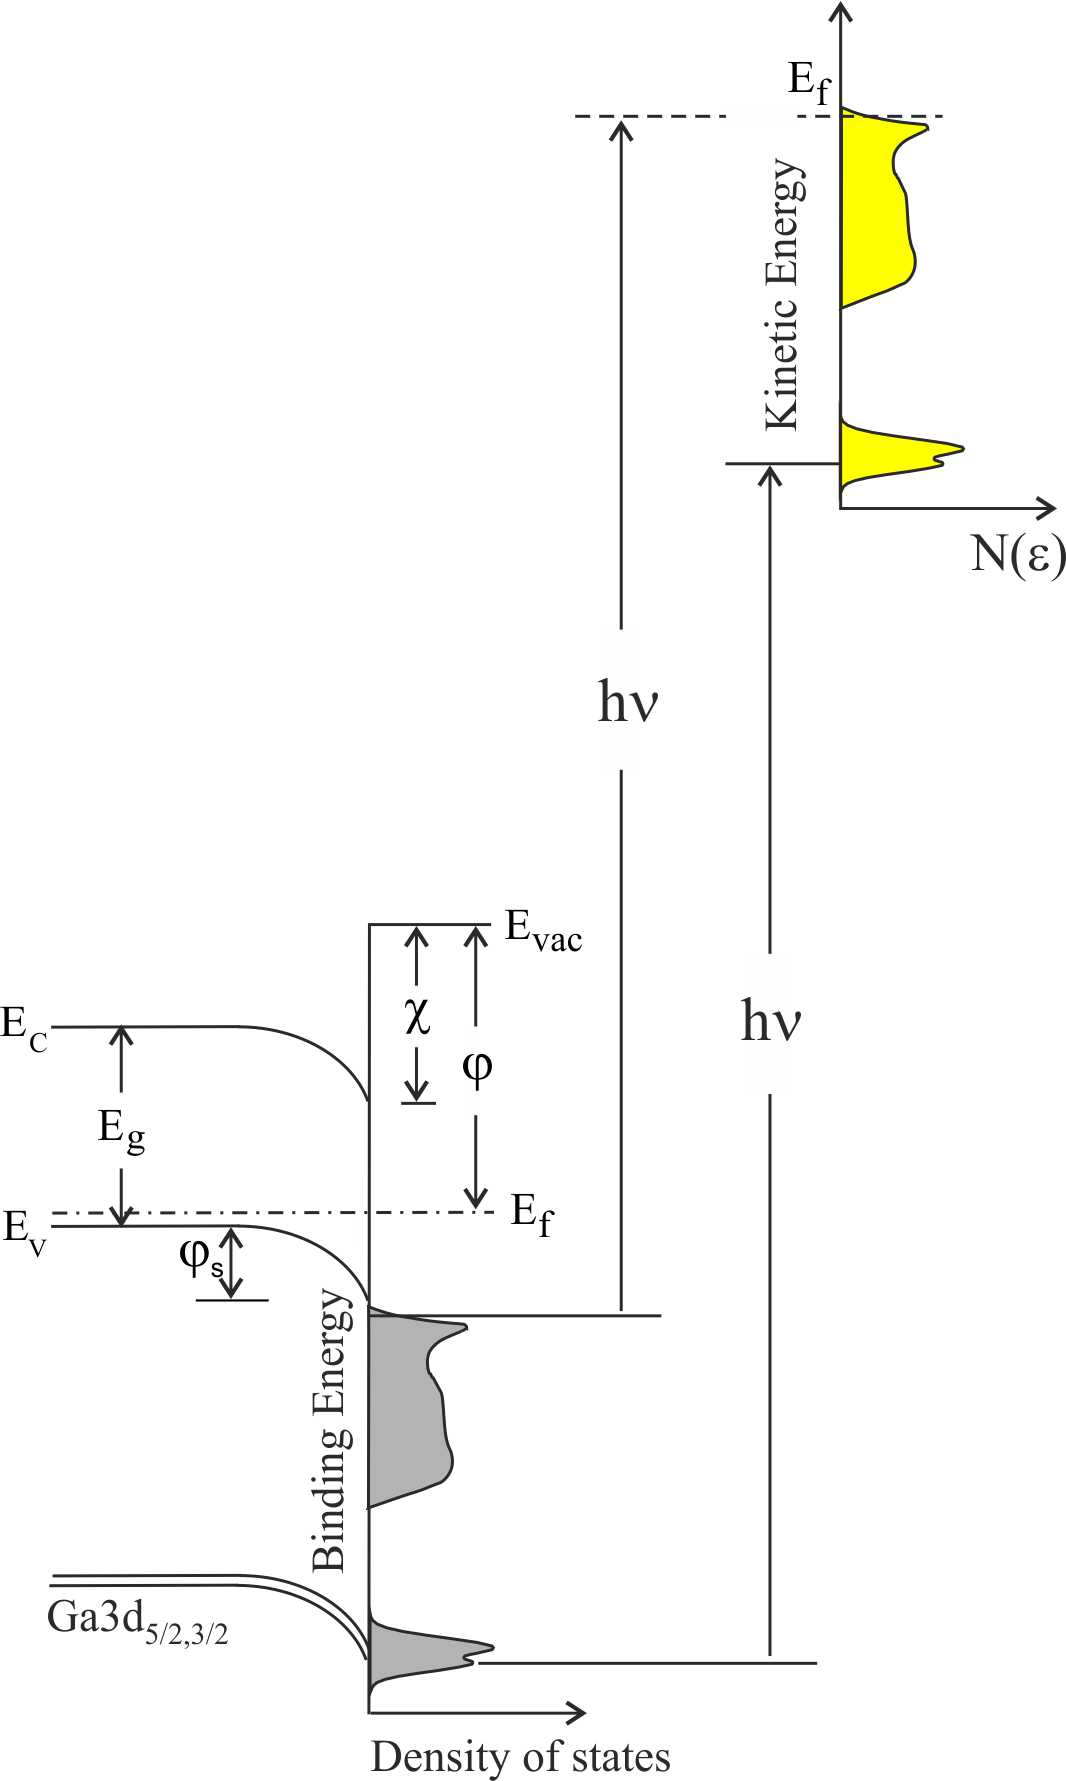 E_f
Kinetic Energy
N(ε)
hν
E_vac
E_C
χ
hν
φ
E_g
E_f
E_v
φ_s
Binding Energy
Ga3d_5/2,3/2
Density of states